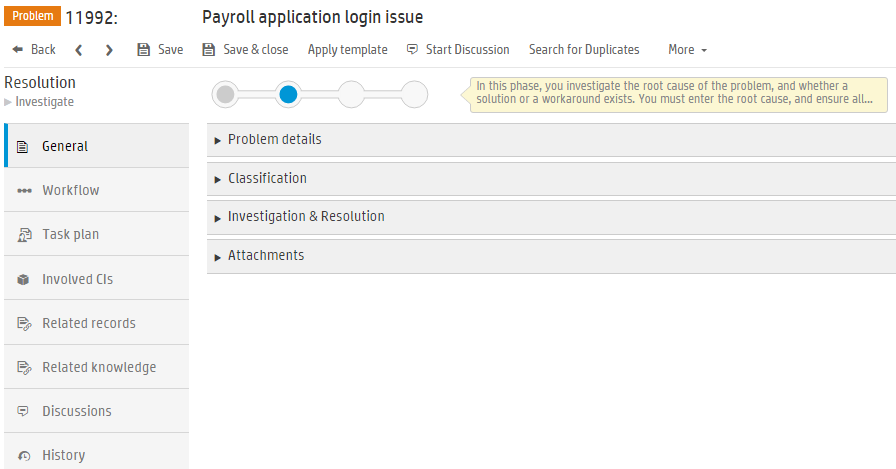 Problem 11992: Payroll application login issue
Back Save Save & close Apply template Start Discussion Search for Duplicates More
Resolution
Investigate
In this phase, you investigate the root cause of the problem, and whether a
solution or a workaround exists. You must enter the root cause, and ensure all...
General
Workflow
Task plan
Involved CIs
Related records
Related knowledge
Discussions
History
Problem details
Classification
Investigation & Resolution
Attachments